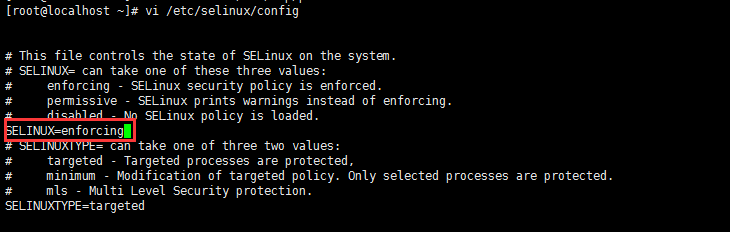 [root@localhost ~]# vi /etc/selinux/config
# This file controls the state of SELinux on the system.
# SELINUX= can take one of these three values:
#     enforcing - SELinux security policy is enforced.
#     permissive - SELinux prints warnings instead of enforcing.
#     disabled - No SELinux policy is loaded.
SELINUX=enforcing
# SELINUXTYPE= can take one of three two values:
#     targeted - Targeted processes are protected,
#     minimum - Modification of targeted policy. Only selected processes are protected.
#     mls - Multi Level Security protection.
SELINUXTYPE=targeted